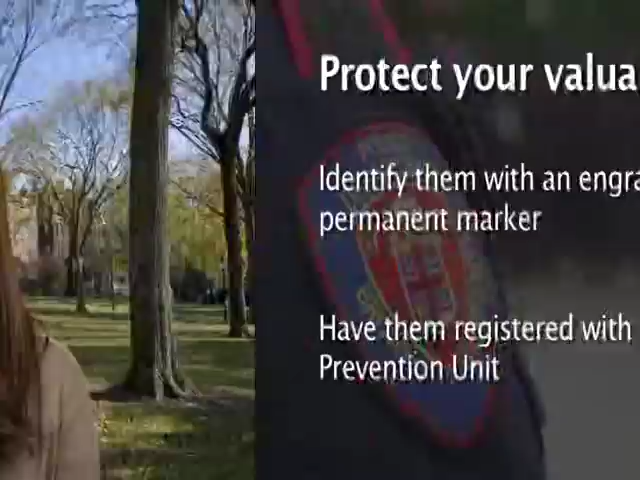 Protect your valua
Identify them with an engra
permanent marker
Have them registered with
Prevention Unit